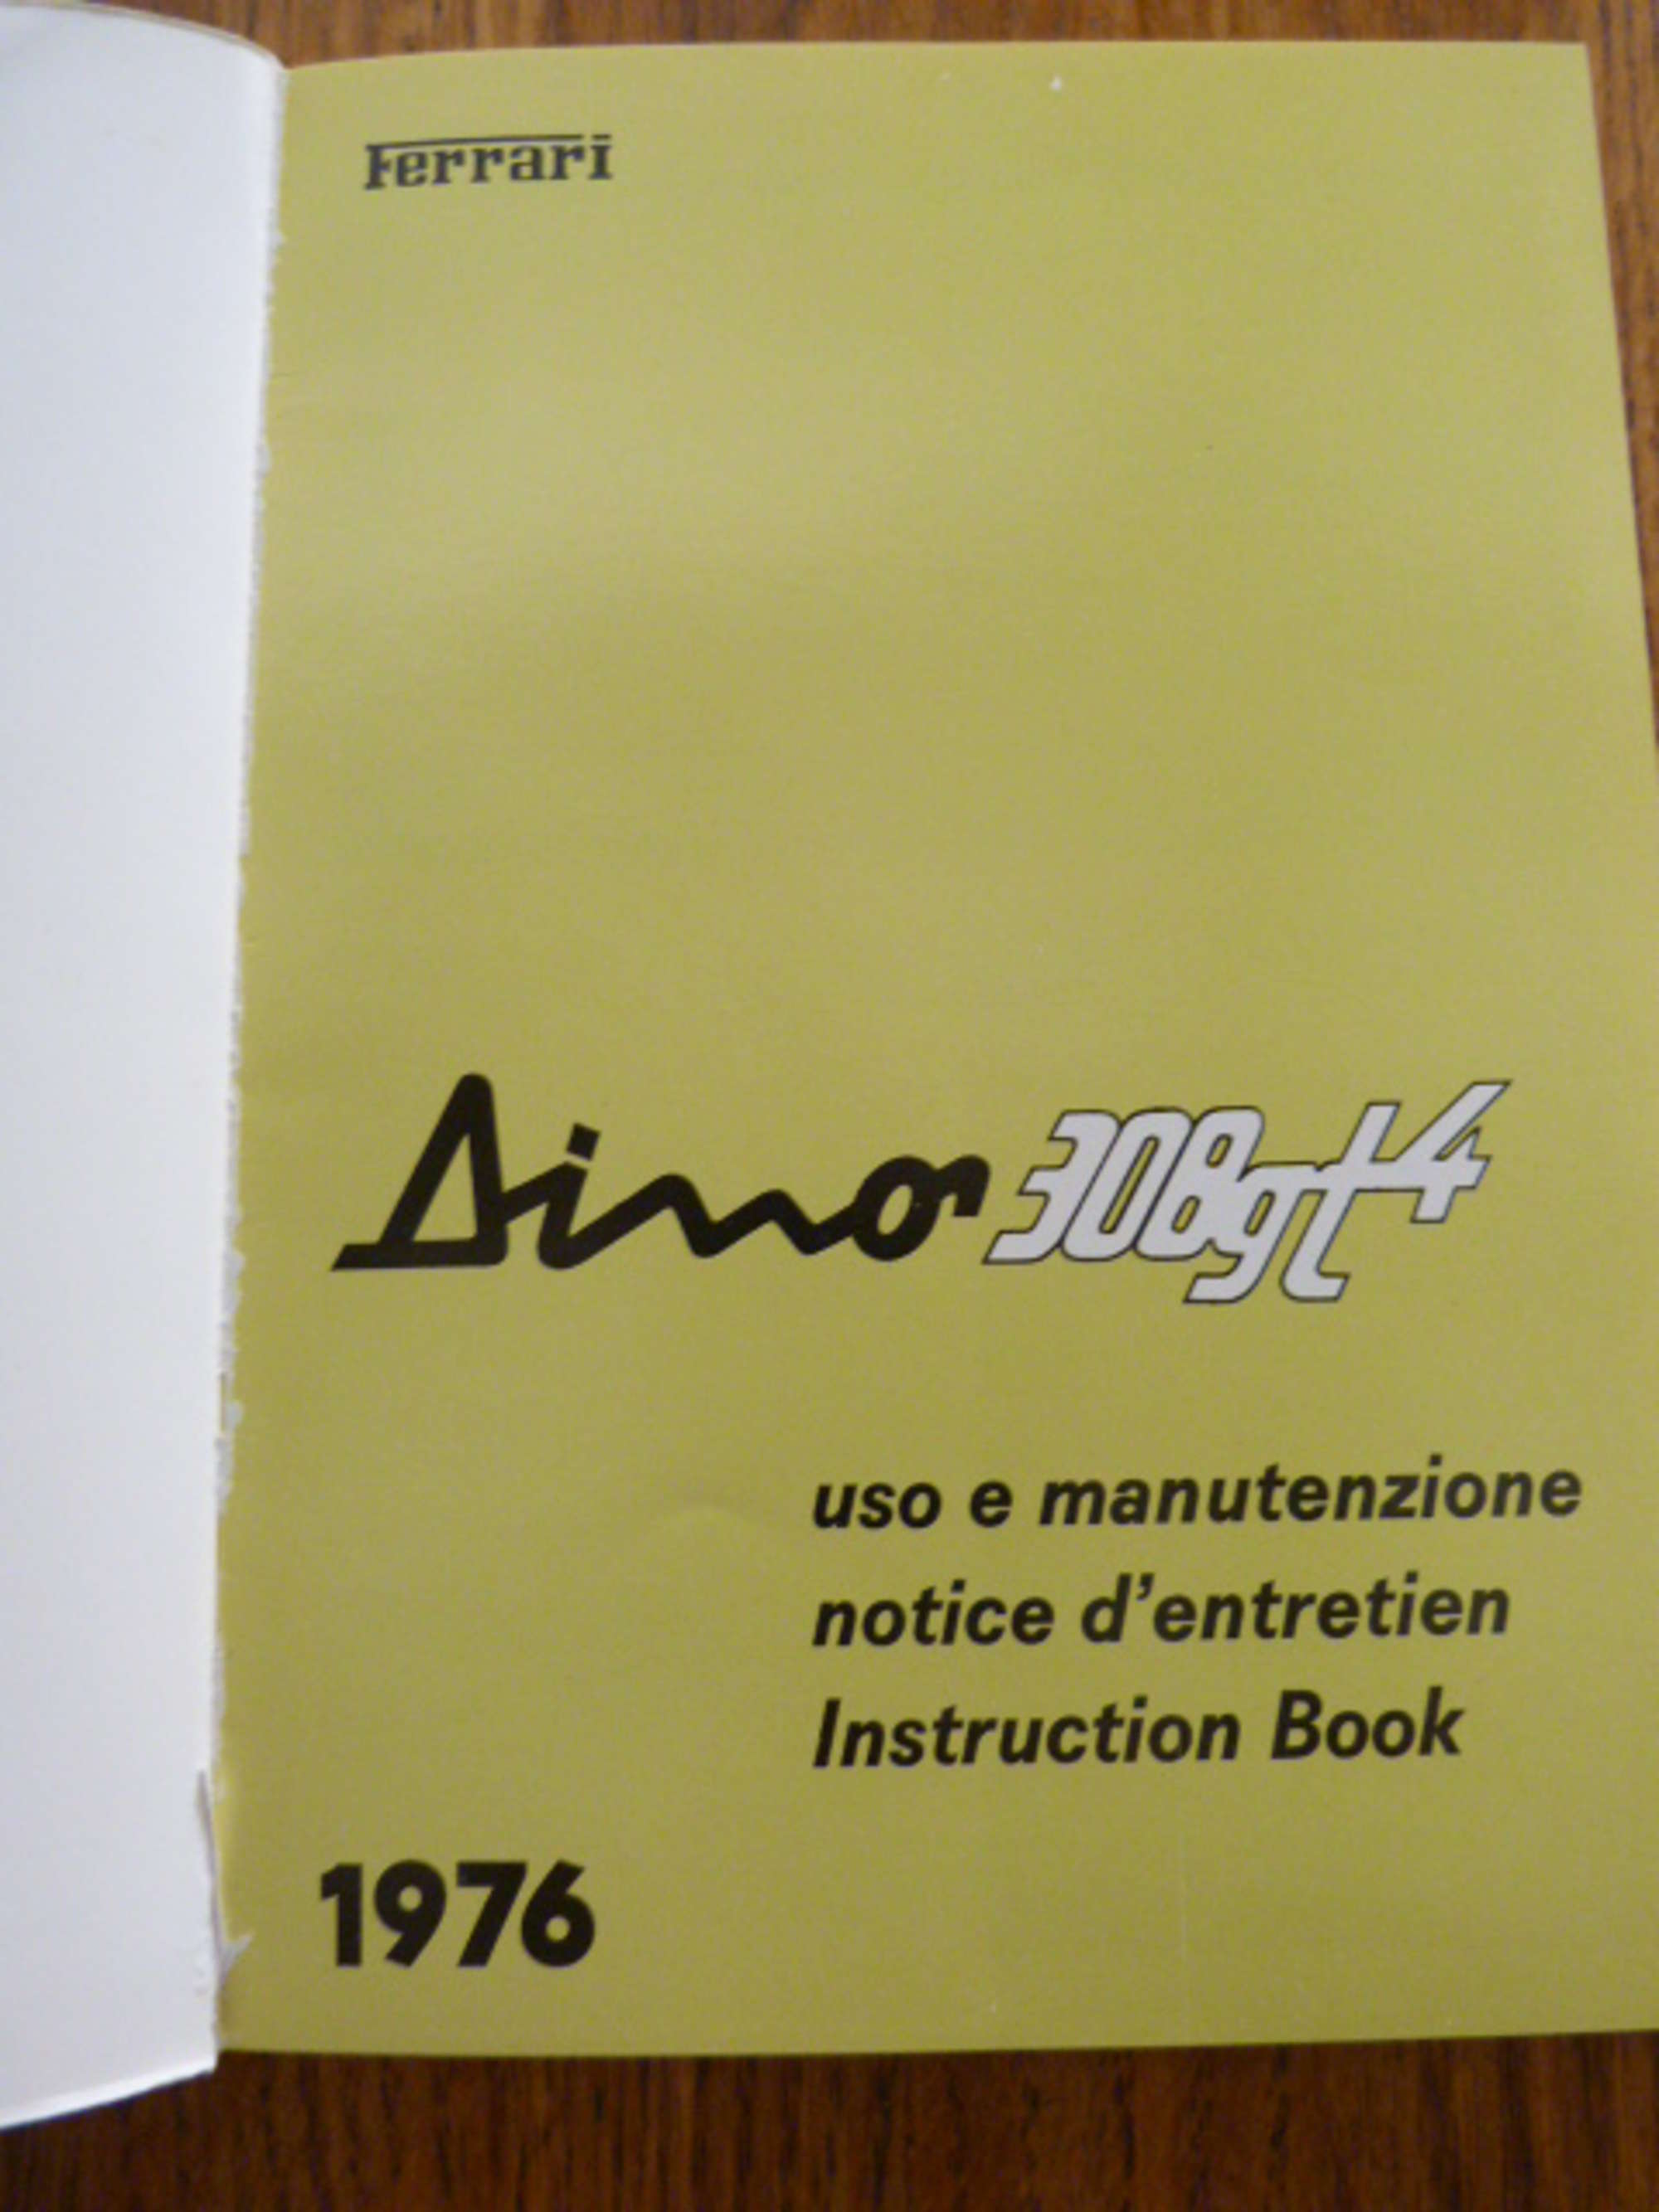 Ferrari
Dino 308gt4
uso e manutenzione
notice d'entretien
Instruction Book
1976